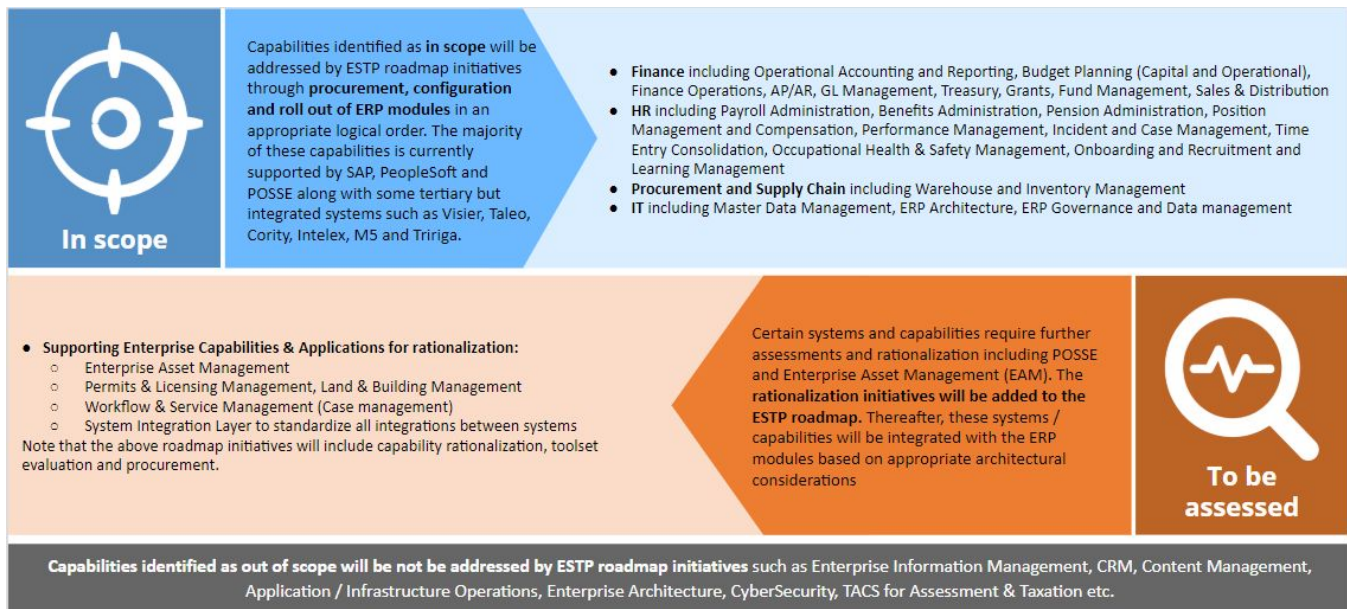 Capabilities identified as in scope will be
addressed by ESTP roadmap initiatives
through procurement, configuration
and roll out of ERP modules in an
appropriate logical order. The majority
of these capabilities is currently
supported by SAP, PeopleSoft and
POSSE along with some tertiary but
integrated systems such as Visier, Taleo,
Cority, Intelex, M5 and Tririga.
In scope
● Finance including Operational Accounting and Reporting, Budget Planning (Capital and Operational),
Finance Operations, AP/AR, GL Management, Treasury, Grants, Fund Management, Sales & Distribution
● HR including Payroll Administration, Benefits Administration, Pension Administration, Position
Management and Compensation, Performance Management, Incident and Case Management, Time
Entry Consolidation, Occupational Health & Safety Management, Onboarding and Recruitment and
Learning Management
● Procurement and Supply Chain including Warehouse and Inventory Management
● IT including Master Data Management, ERP Architecture, ERP Governance and Data management
● Supporting Enterprise Capabilities & Applications for rationalization:
○ Enterprise Asset Management
○ Permits & Licensing Management, Land & Building Management
○ Workflow & Service Management (Case management)
○ System Integration Layer to standardize all integrations between systems
Note that the above roadmap initiatives will include capability rationalization, toolset
evaluation and procurement.
Certain systems and capabilities require further
assessments and rationalization including POSSE
and Enterprise Asset Management (EAM). The
rationalization initiatives will be added to the
ESTP roadmap. Thereafter, these systems /
capabilities will be integrated with the ERP
modules based on appropriate architectural
considerations
To be
assessed
Capabilities identified as out of scope will be not be addressed by ESTP roadmap initiatives such as Enterprise Information Management, CRM, Content Management,
Application / Infrastructure Operations, Enterprise Architecture, CyberSecurity, TACS for Assessment & Taxation etc.